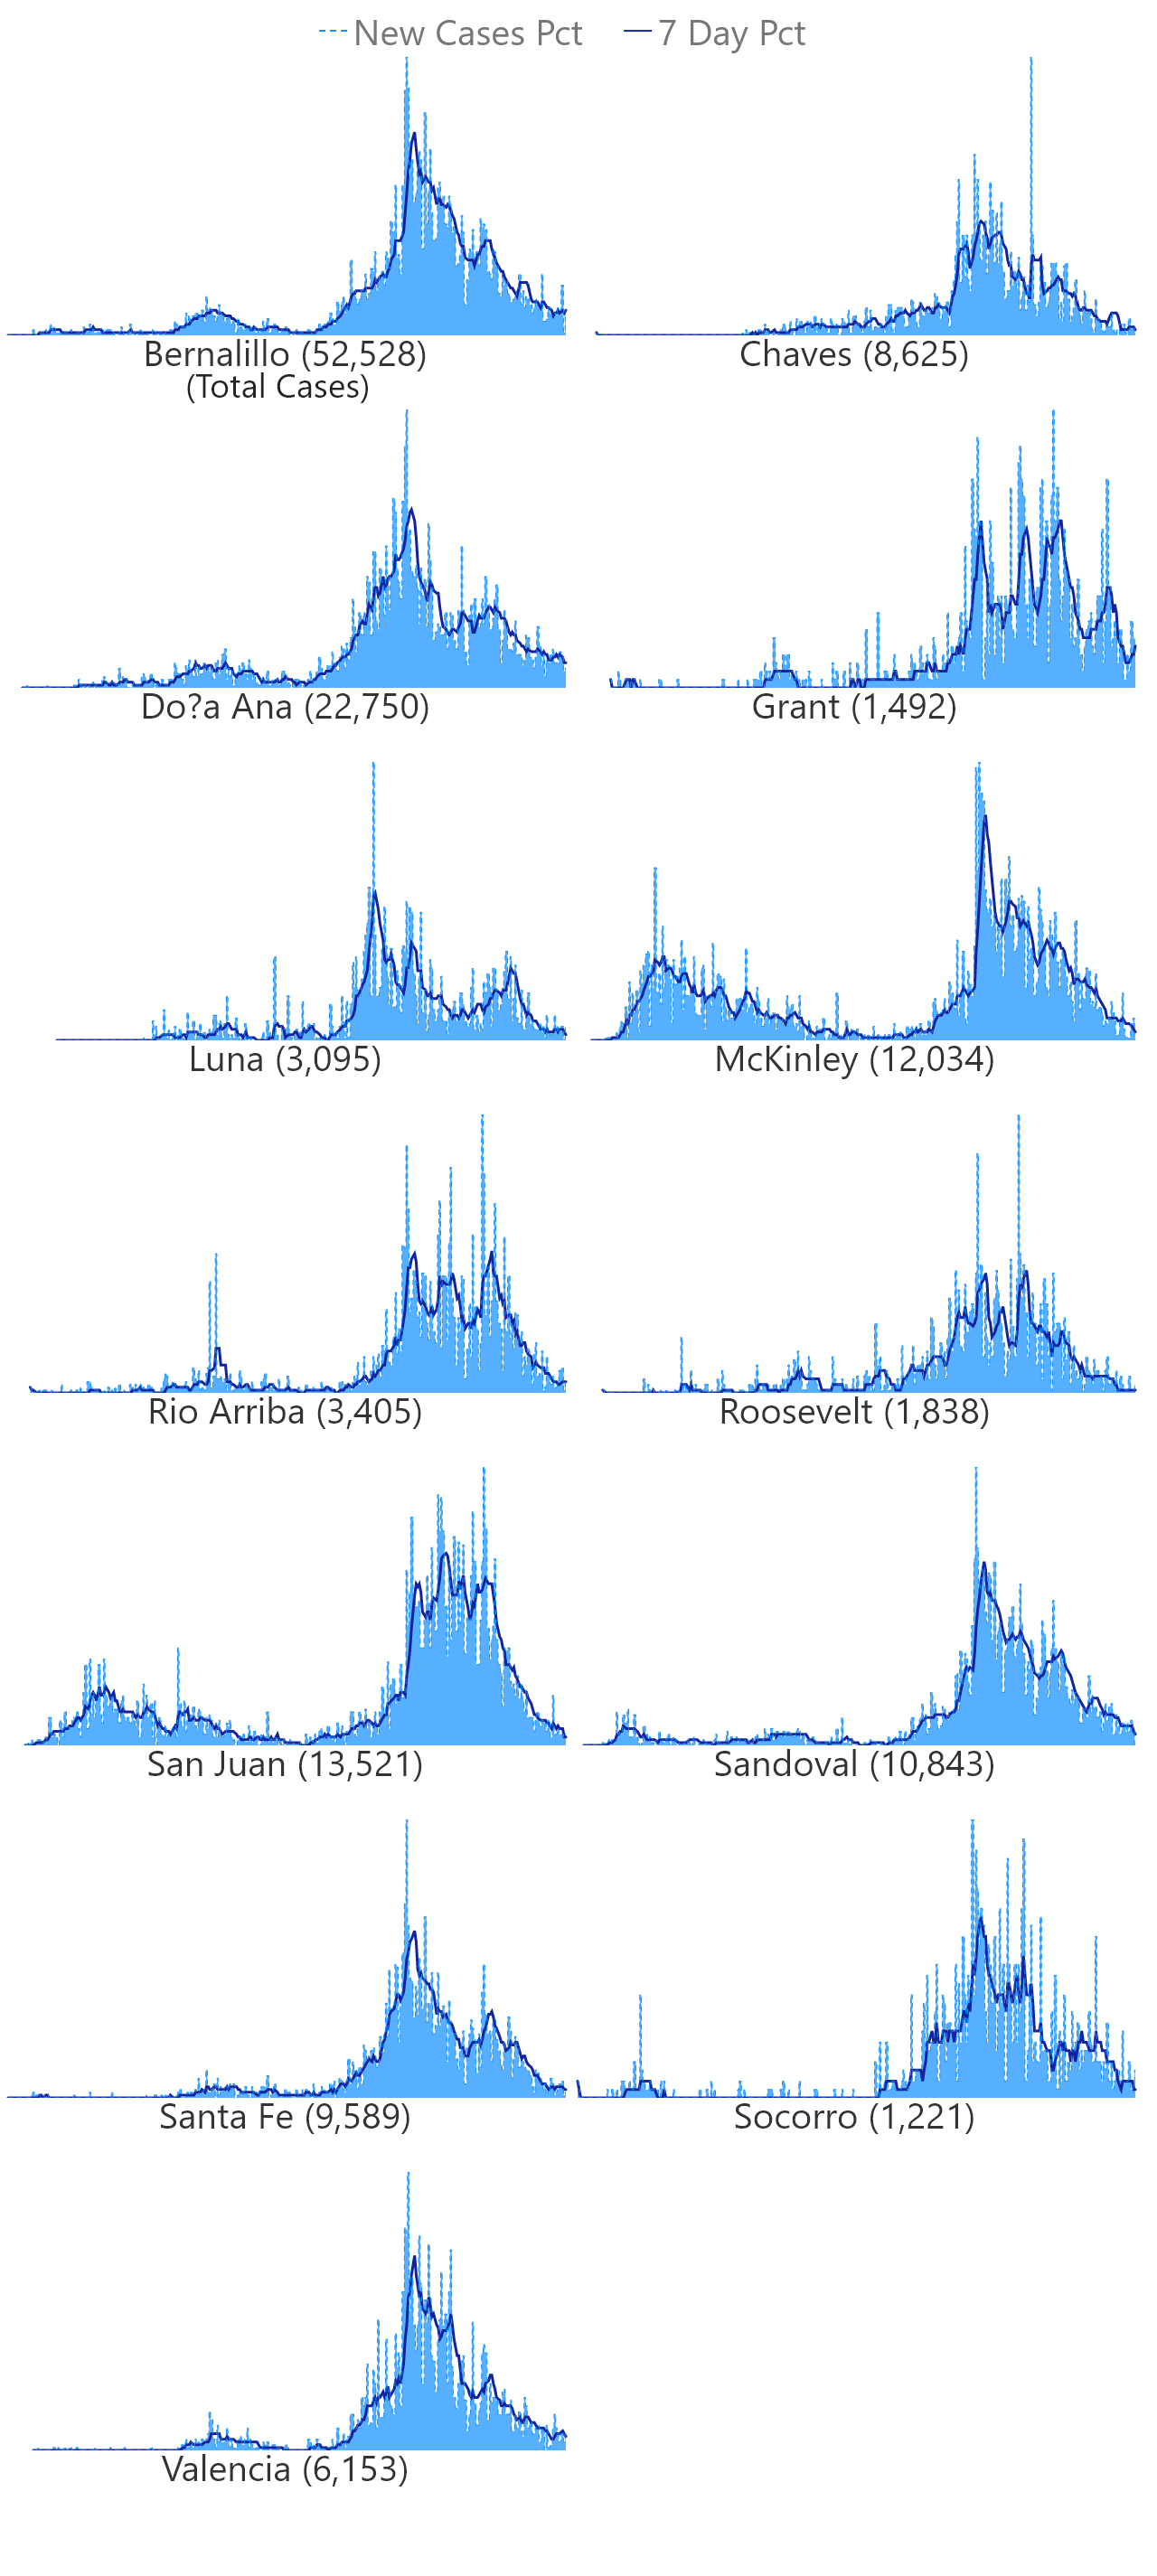 New Cases Pct 7 Day Pct
Bernalillo (52,528) Chaves (8,625)
(Total Cases)
Do?a Ana (22,750) Grant (1,492)
Luna (3,095) McKinley (12,034)
Rio Arriba (3,405) Roosevelt (1,838)
San Juan (13,521) Sandoval (10,843)
Santa Fe (9,589) Socorro (1,221)
Valencia (6,153)